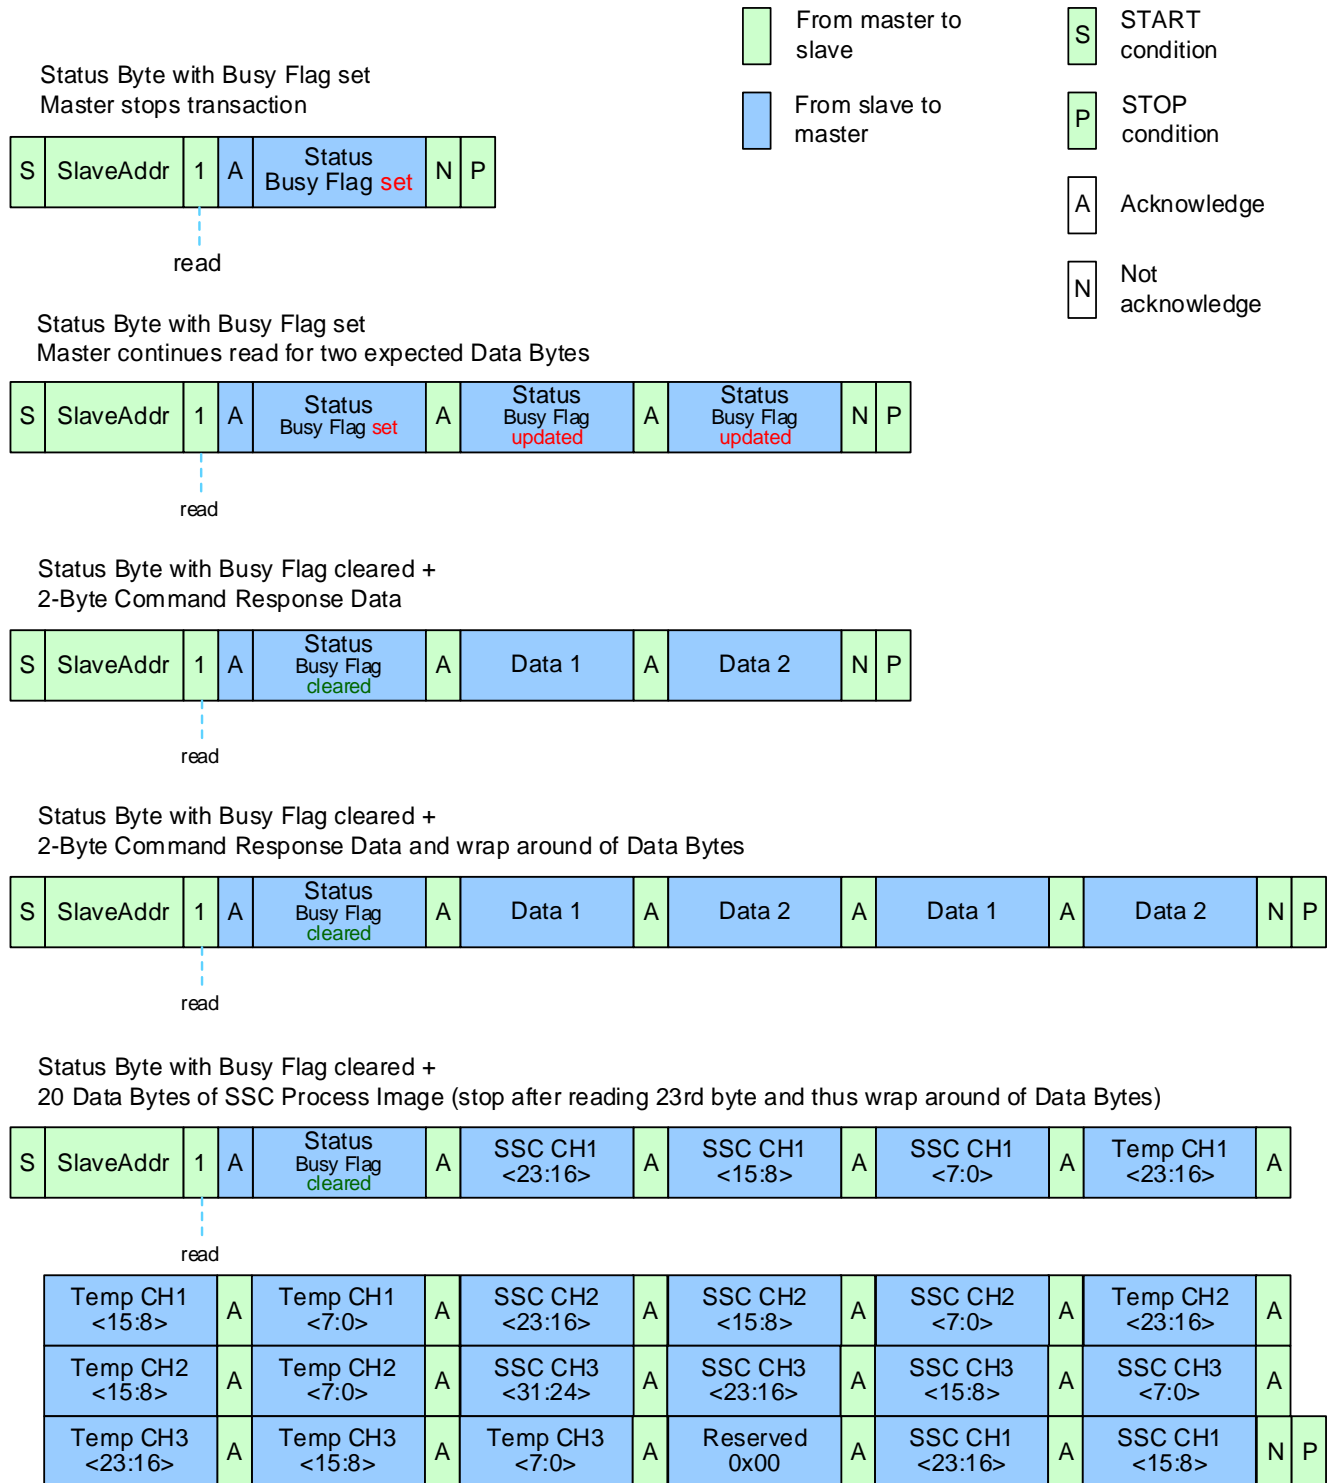 From master to
slave
START
S
condition
Status Byte with Busy Flag set
Master stops transaction
From slave to
master
STOP
P
condition
S SlaveAddr 1 A Status
Busy Flag set N P
read
A Acknowledge
N Not
acknowledge
Status Byte with Busy Flag set
Master continues read for two expected Data Bytes
S SlaveAddr 1 A Status
Busy Flag set A Status
Busy Flag
updated A Status
Busy Flag
updated N P
read
Status Byte with Busy Flag cleared +
2-Byte Command Response Data
S SlaveAddr 1 A Status
Busy Flag
cleared A Data 1 A Data 2 N P
read
Status Byte with Busy Flag cleared +
2-Byte Command Response Data and wrap around of Data Bytes
S SlaveAddr 1 A Status
Busy Flag
cleared A Data 1 A Data 2 A Data 1 A Data 2 N P
read
Status Byte with Busy Flag cleared +
20 Data Bytes of SSC Process Image (stop after reading 23rd byte and thus wrap around of Data Bytes)
S SlaveAddr 1 A Status
Busy Flag
cleared A SSC CH1
<23:16> A SSC CH1
<15:8> A SSC CH1
<7:0> A Temp CH1
<23:16> A
read
Temp CH1
<15:8> A Temp CH1
<7:0> A SSC CH2
<23:16> A SSC CH2
<15:8> A SSC CH2
<7:0> A Temp CH2
<23:16> A
Temp CH2
<15:8> A Temp CH2
<7:0> A SSC CH3
<31:24> A SSC CH3
<23:16> A SSC CH3
<15:8> A SSC CH3
<7:0> A
Temp CH3
<23:16> A Temp CH3
<15:8> A Temp CH3
<7:0> A Reserved
0x00 A SSC CH1
<23:16> A SSC CH1
<15:8> N P